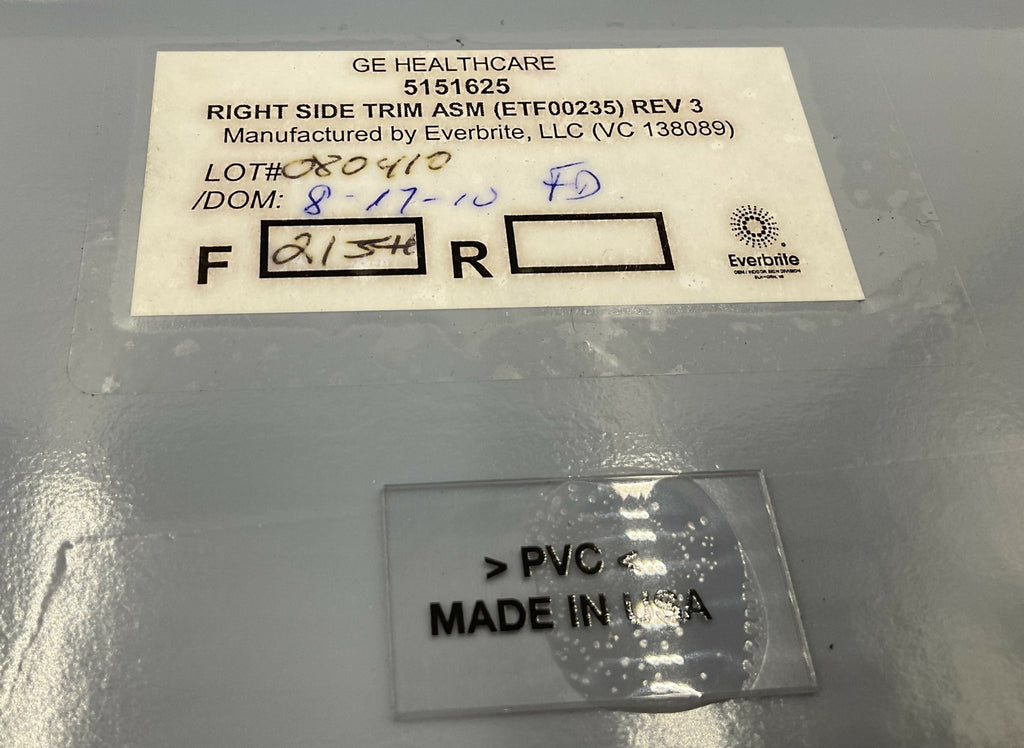 GE HEALTHCARE
5151625
RIGHT SIDE TRIM ASM (ETF00235) REV 3
Manufactured by Everbrite, LLC (VC 138089)
LOT#080410
/DOM: 8-17-10 FD
F R
Everbrite
> PVC <
MADE IN USA